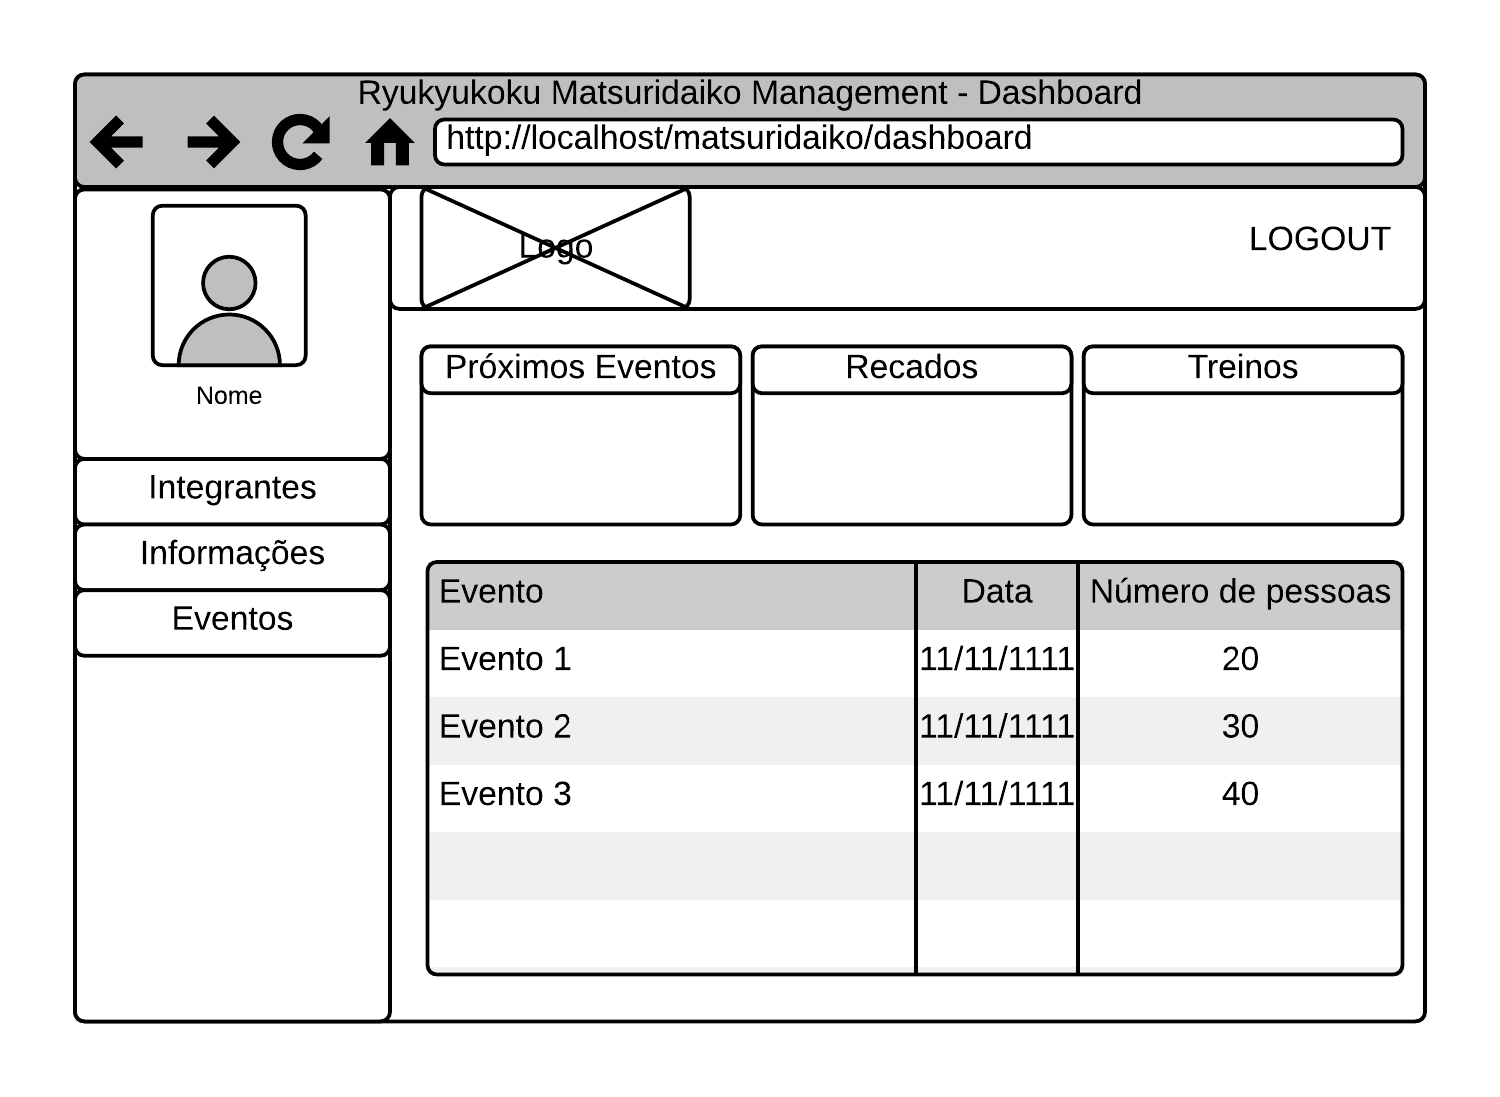 Ryukyukoku Matsuridaiko Management - Dashboard
http://localhost/matsuridaiko/dashboard
Logo
LOGOUT
Nome
Integrantes
Informações
Eventos
Próximos Eventos
Recados
Treinos
Evento Data Número de pessoas
Evento 1 11/11/1111 20
Evento 2 11/11/1111 30
Evento 3 11/11/1111 40